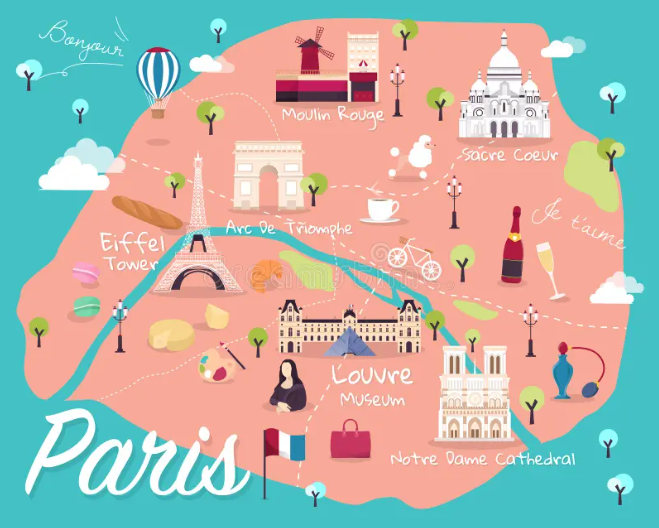 Bonjour
Moulin Rouge
Sacre Coeur
Arc De Triomphe
Je t'aime
Eiffel
Tower
Louvre
Museum
Notre Dame Cathedral
Paris